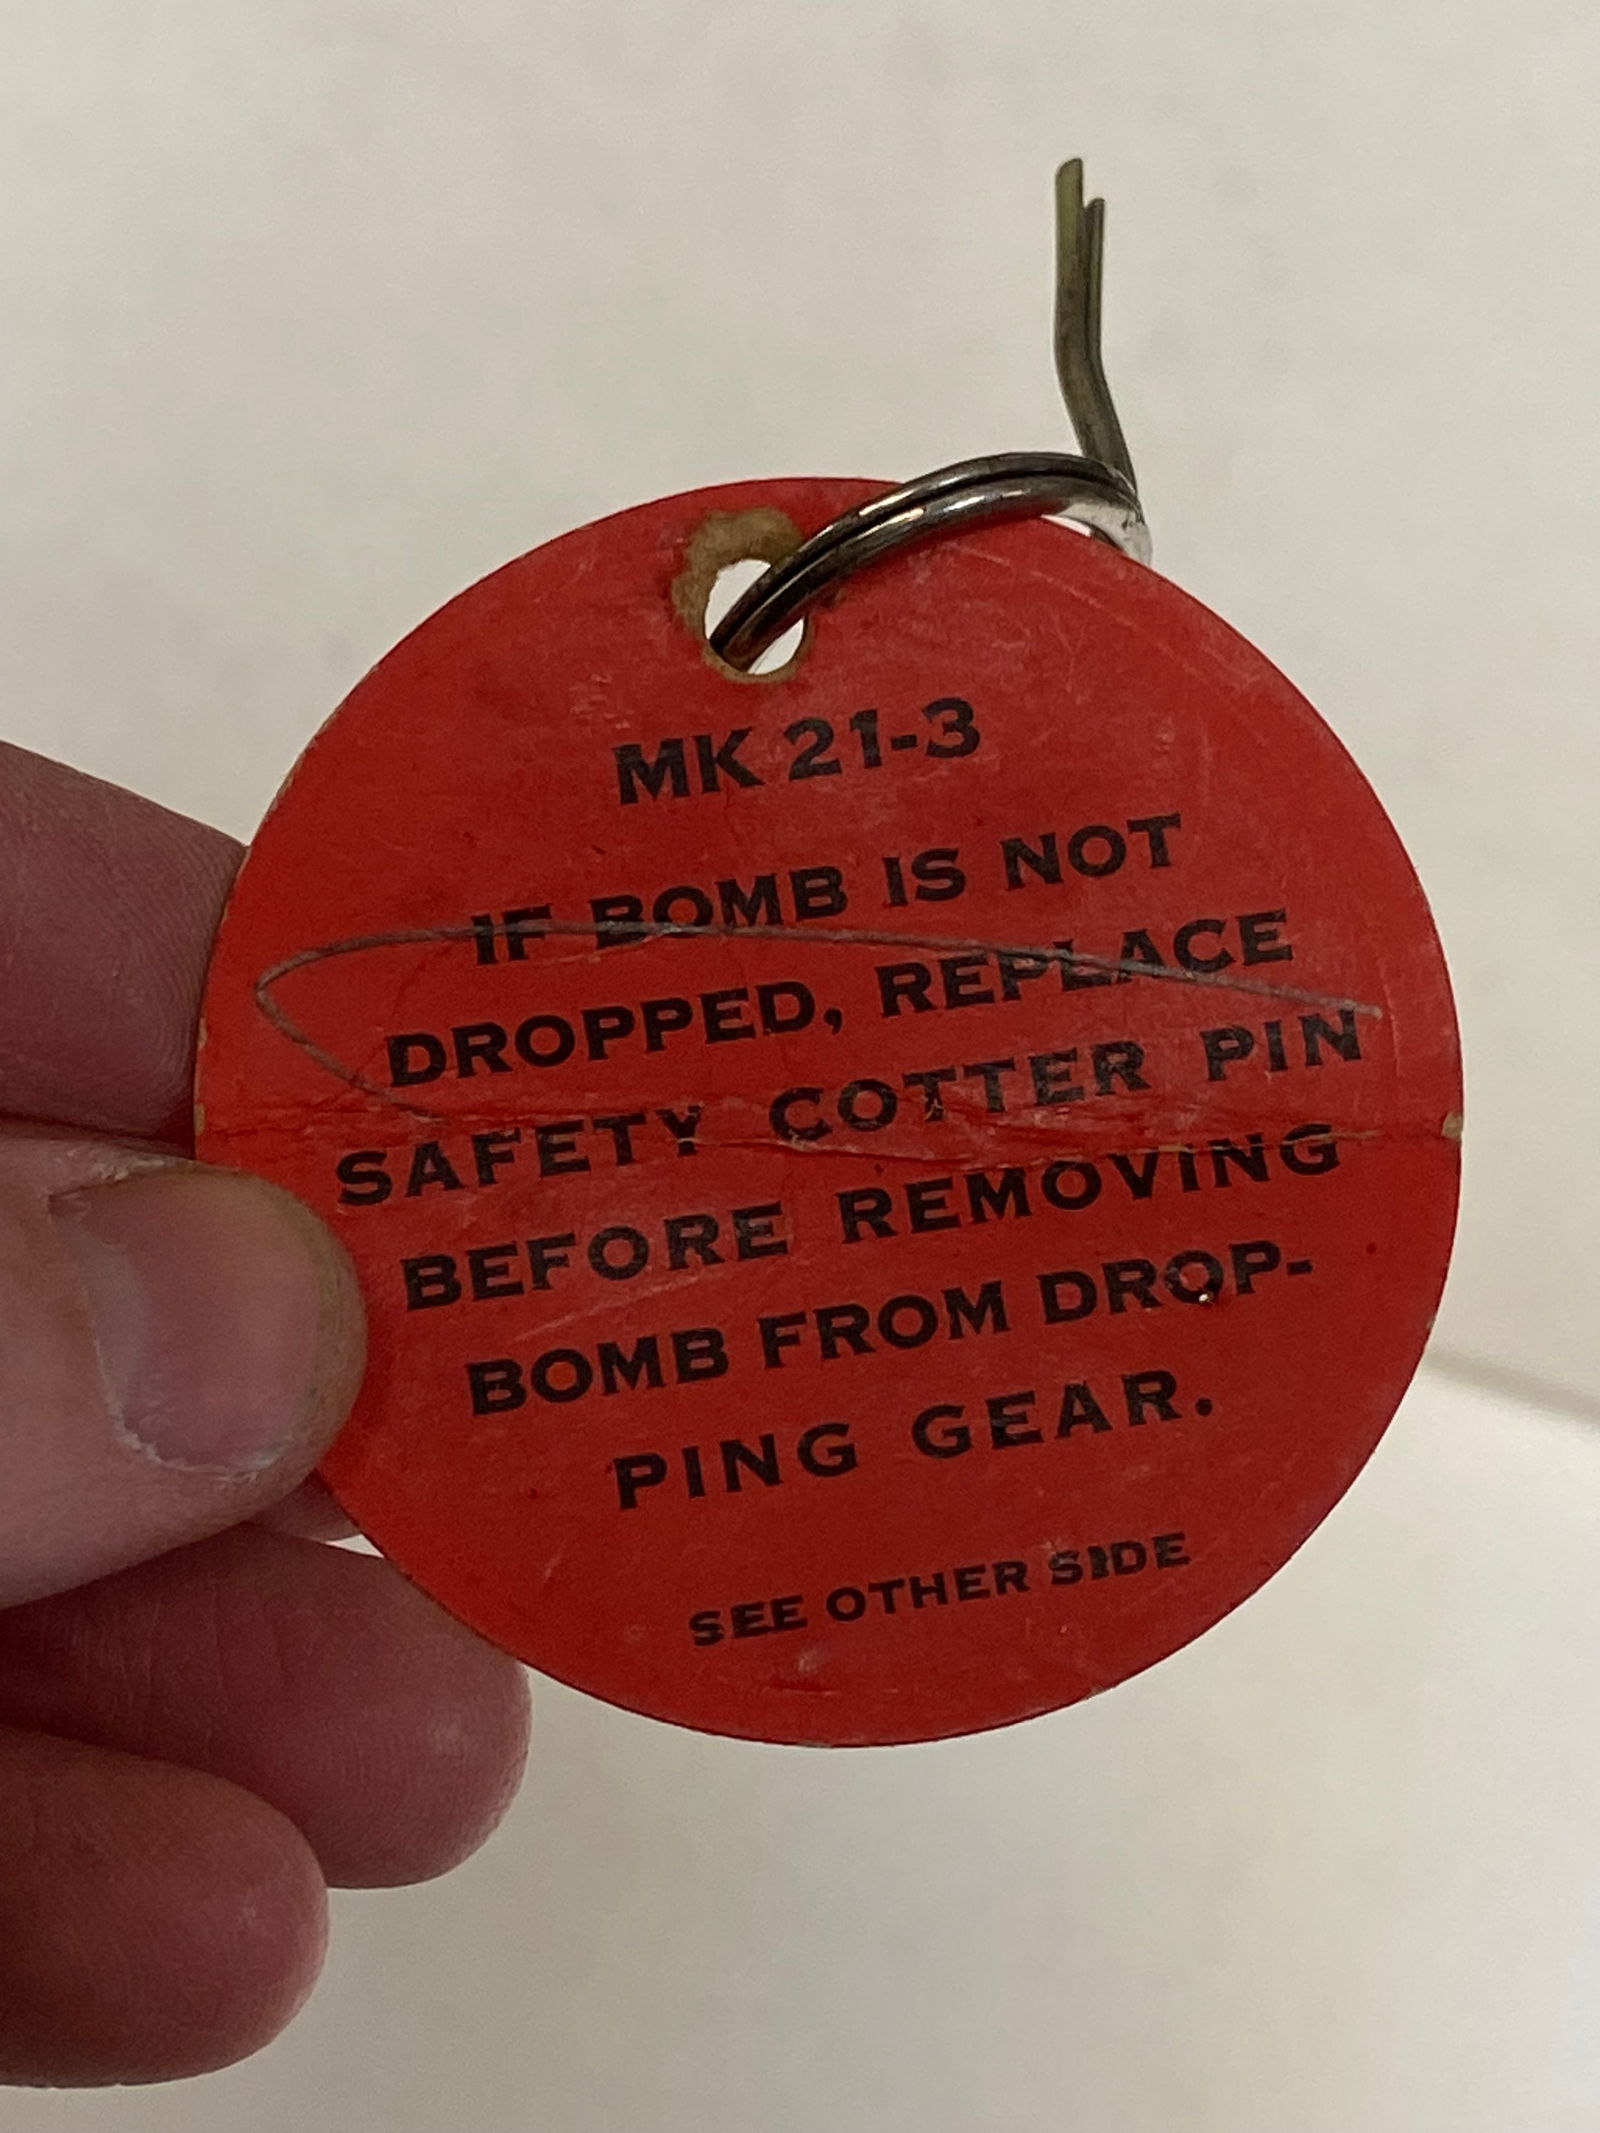 MK 21-3
IF BOMB IS NOT
DROPPED, REPLACE
SAFETY COTTER PIN
BEFORE REMOVING
BOMB FROM DROP-
PING GEAR.
SEE OTHER SIDE